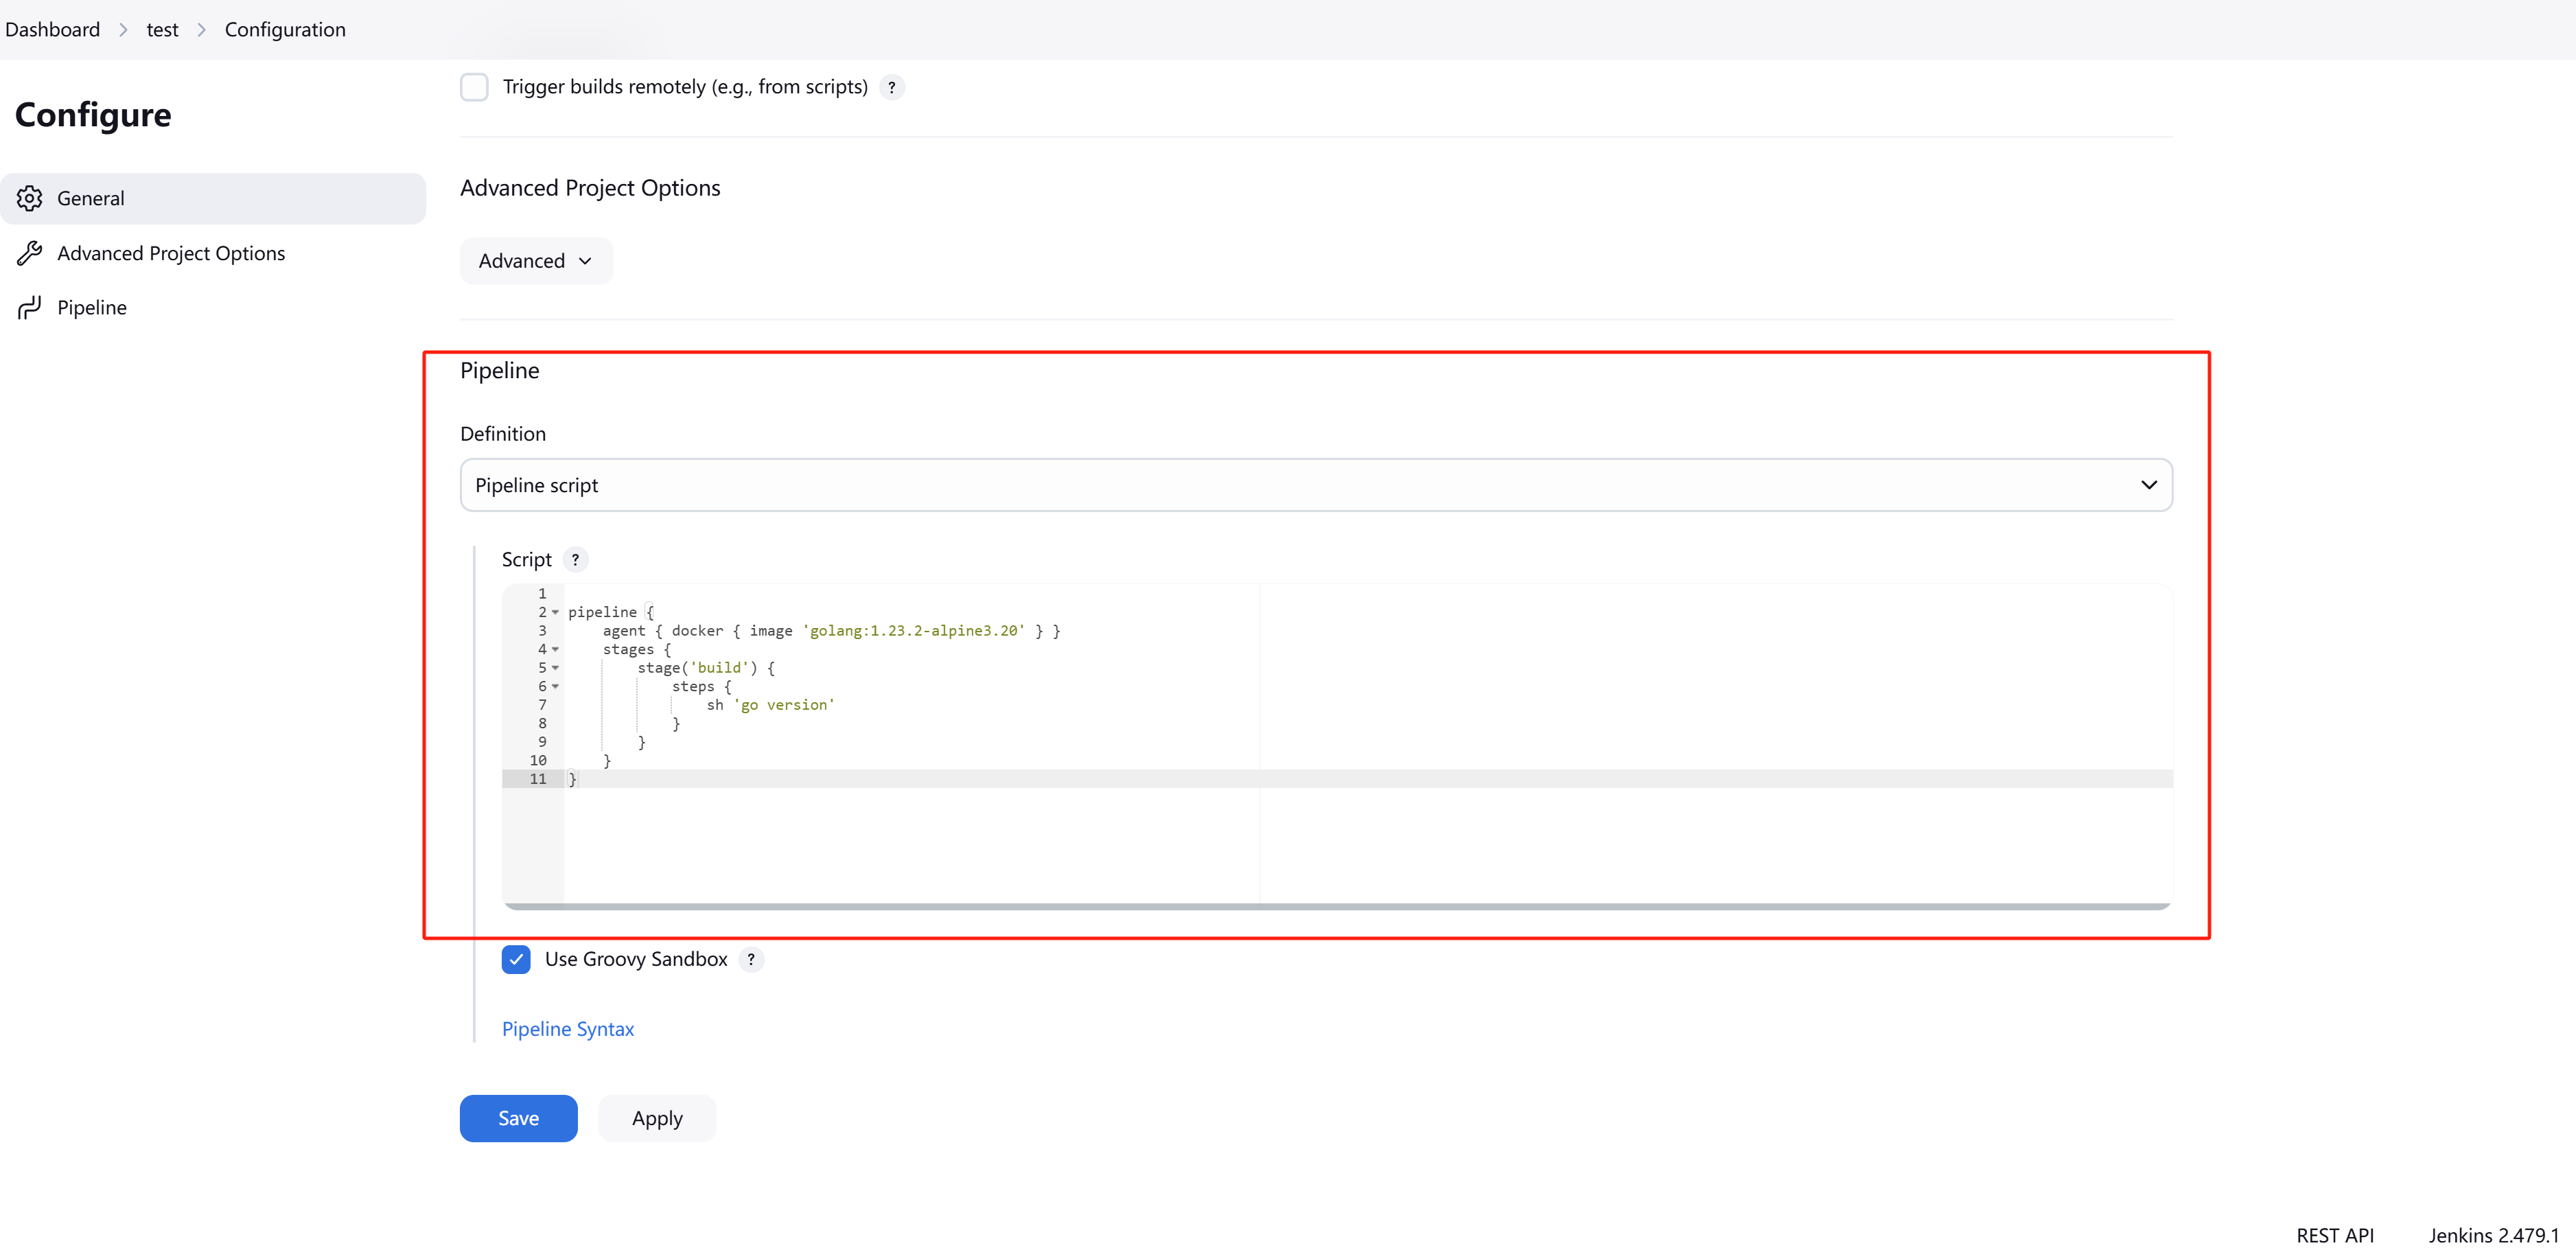 Dashboard > test > Configuration
Configure
General
Advanced Project Options
Pipeline
Trigger builds remotely (e.g., from scripts) ?
Advanced Project Options
Advanced
Pipeline
Definition
Pipeline script
Script ?
1
2 pipeline {
3     agent { docker { image 'golang:1.23.2-alpine3.20' } }
4     stages {
5         stage('build') {
6             steps {
7                 sh 'go version'
8             }
9         }
10     }
11 }
Use Groovy Sandbox ?
Pipeline Syntax
Save Apply
REST API Jenkins 2.479.1